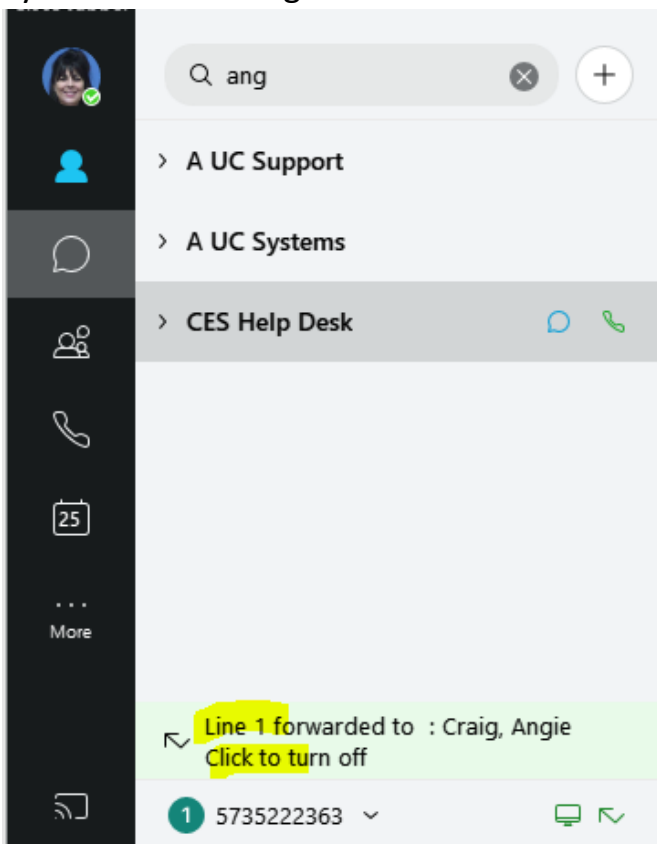 ang
A UC Support
A UC Systems
CES Help Desk
25
...
More
Line 1 forwarded to : Craig, Angie
Click to turn off
1 5735222363